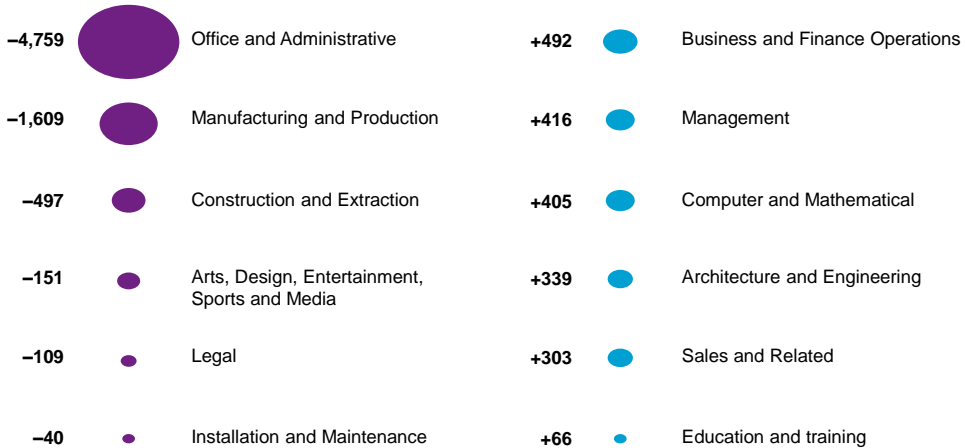 –4,759 Office and Administrative
–1,609 Manufacturing and Production
–497 Construction and Extraction
–151 Arts, Design, Entertainment,
Sports and Media
–109 Legal
–40 Installation and Maintenance
+492 Business and Finance Operations
+416 Management
+405 Computer and Mathematical
+339 Architecture and Engineering
+303 Sales and Related
+66 Education and training